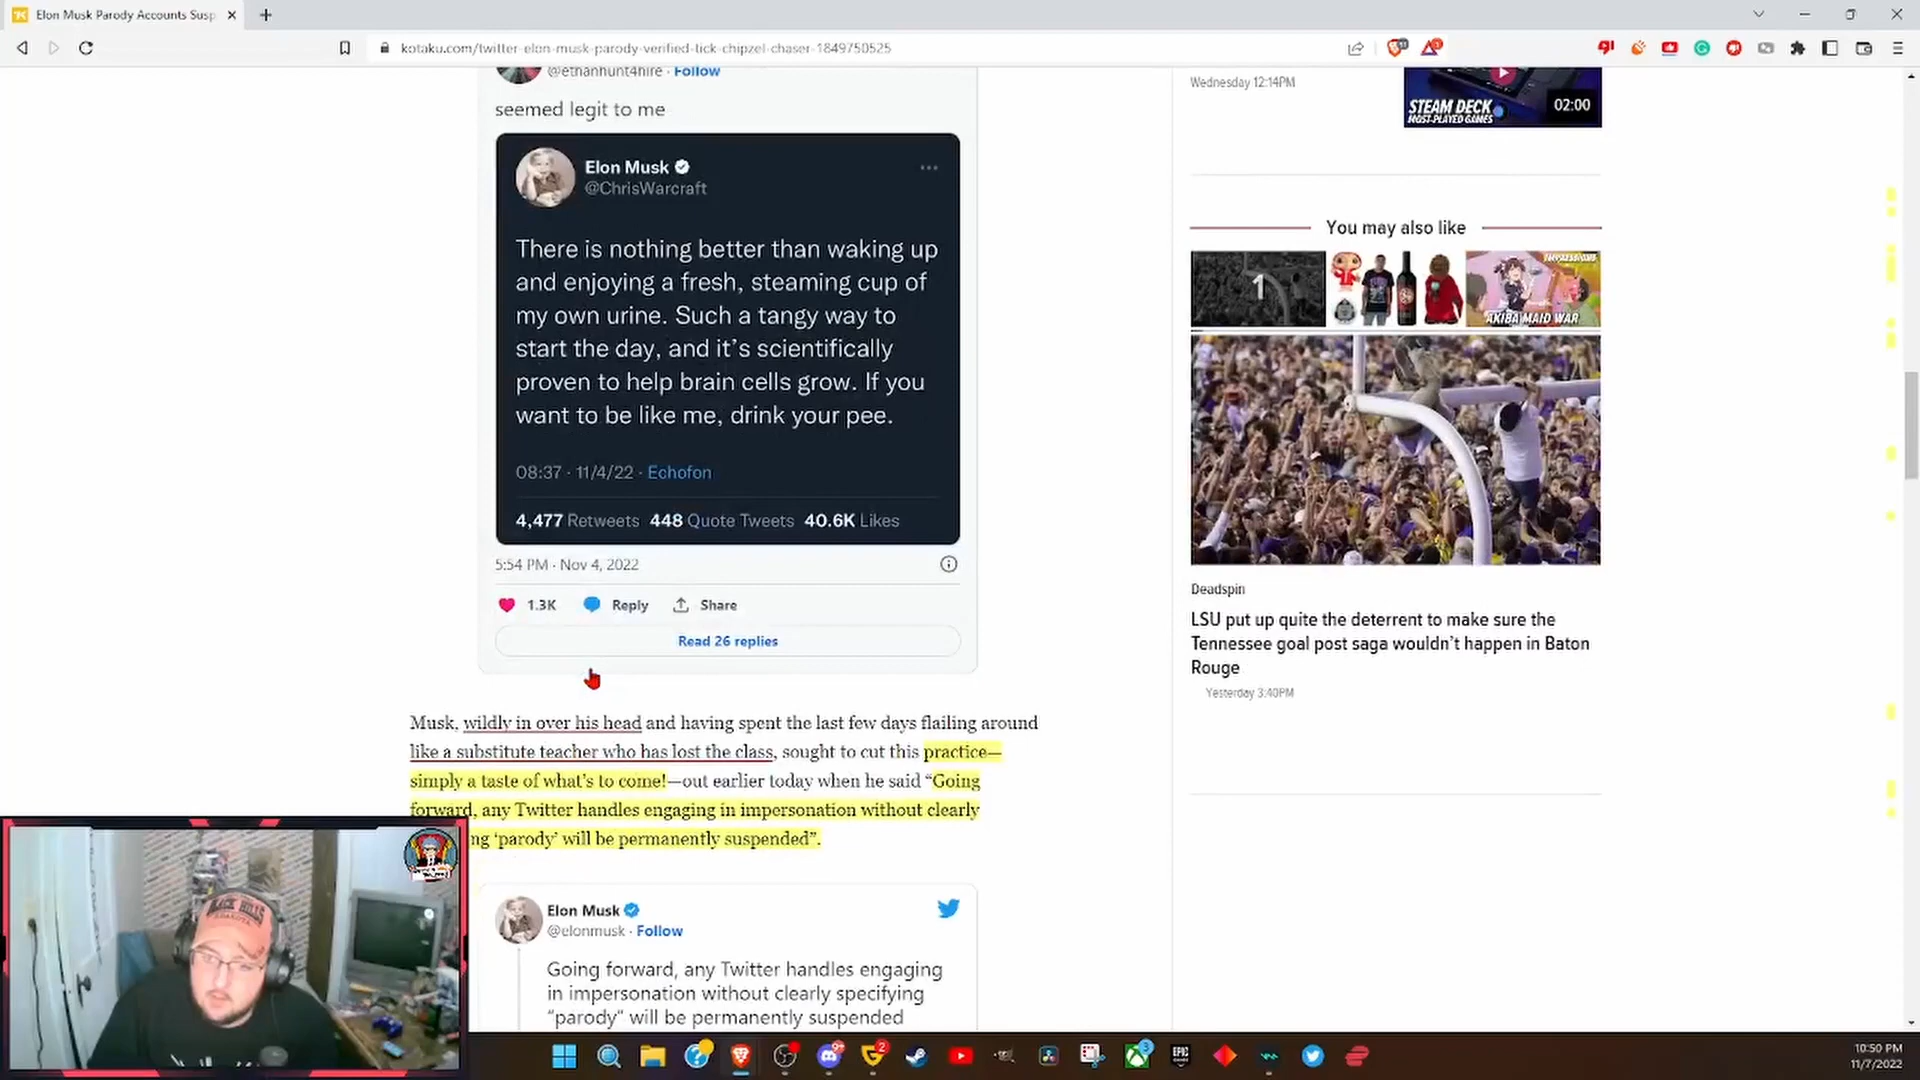 Elon Musk Parody Accounts Susp
kotaku.com/twitter-elon-musk-parody-verified-tick-chipzel-chaser-1849750525
@ethanhunt4hire · Follow
seemed legit to me
Elon Musk
@ChrisWarcraft
There is nothing better than waking up
and enjoying a fresh, steaming cup of
my own urine. Such a tangy way to
start the day, and it's scientifically
proven to help brain cells grow. If you
want to be like me, drink your pee.
08:37 · 11/4/22 · Echofon
4,477 Retweets 448 Quote Tweets 40.6K Likes
5:54 PM · Nov 4, 2022
1.3K Reply Share
Read 26 replies
Musk, wildly in over his head and having spent the last few days flailing around
like a substitute teacher who has lost the class, sought to cut this practice—
simply a taste of what's to come!—out earlier today when he said “Going
forward, any Twitter handles engaging in impersonation without clearly
ng ‘parody’ will be permanently suspended”.
Elon Musk
@elonmusk · Follow
Going forward, any Twitter handles engaging
in impersonation without clearly specifying
“parody” will be permanently suspended
Wednesday 12:14PM
STEAM DECK
MOST-PLAYED GAMES
02:00
You may also like
1
IMPRESSIONS
AKIBA MAID WAR
Deadspin
LSU put up quite the deterrent to make sure the
Tennessee goal post saga wouldn't happen in Baton
Rouge
Yesterday 3:40PM
BLACK HILLS
EPIC
10:50 PM
11/7/2022